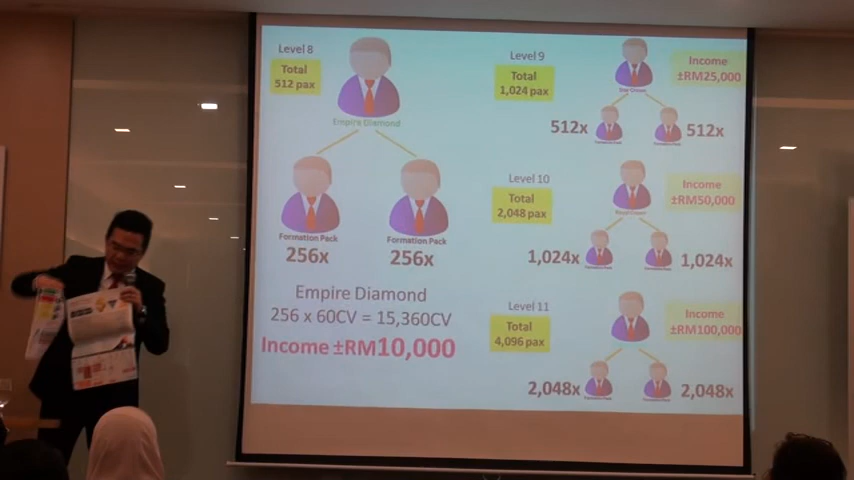 Level 8
Total
512 pax
Empire Diamond
Formation Pack
256x
Formation Pack
256x
Empire Diamond
256 x 60CV = 15,360CV
Income ±RM10,000
Level 9
Total
1,024 pax
Income
±RM25,000
512x
512x
Level 10
Total
2,048 pax
Income
±RM50,000
1,024x
1,024x
Level 11
Total
4,096 pax
Income
±RM100,000
2,048x
2,048x